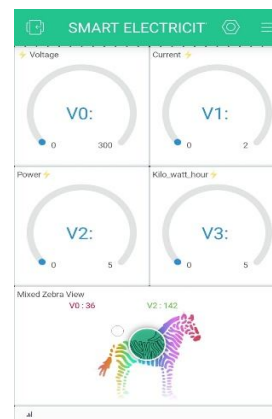 SMART ELECTRICIT
⚡ Voltage
V0:
0 300
Current ⚡
V1:
0 2
Power ⚡
V2:
0 5
Kilo_watt_hour ⚡
V3:
0 5
Mixed Zebra View
V0 : 36 V2 : 142